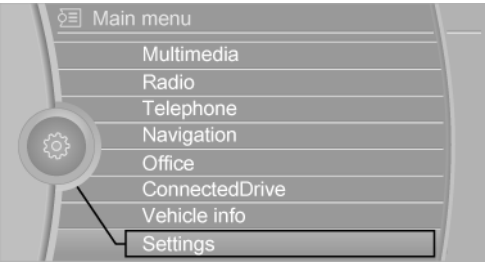 Main menu
Multimedia
Radio
Telephone
Navigation
Office
ConnectedDrive
Vehicle info
Settings